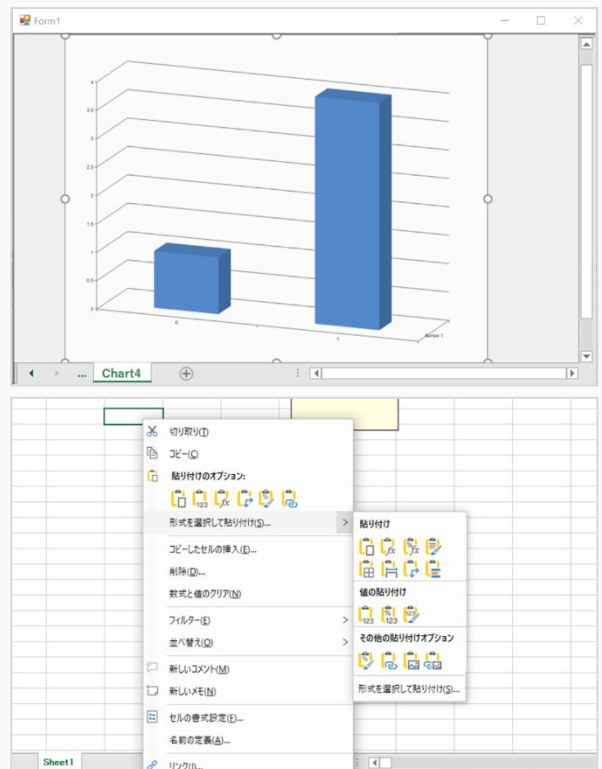 Form1
4
3.5
3
2.5
2
1.5
1
0.5
0
0
1
Series 1
... Chart4
切り取り(T)
コピー(C)
貼り付けのオプション:
形式を選択して貼り付け(S)...
貼り付け
コピーしたセルの挿入(E)...
削除(D)...
値の貼り付け
数式と値のクリア(N)
フィルター(E)
その他の貼り付けオプション
並べ替え(O)
新しいコメント(M)
形式を選択して貼り付け(S)...
新しいメモ(N)
セルの書式設定(F)...
名前の定義(A)...
Sheet1
リンク(I)...